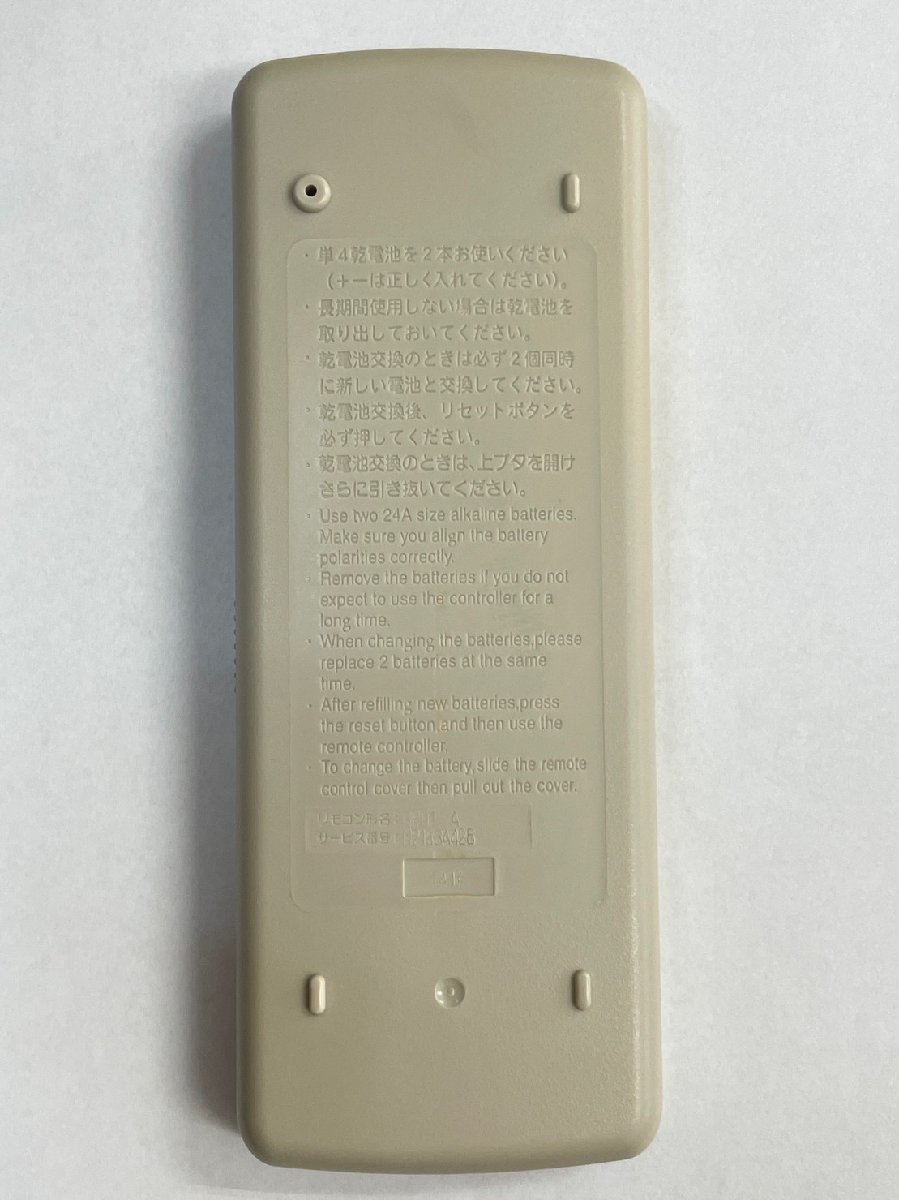 ・単4乾電池を2本お使いください
(+−は正しく入れてください)。
・長期間使用しない場合は乾電池を
取り出しておいてください。
・乾電池交換のときは必ず2個同時
に新しい電池と交換してください。
・乾電池交換後、リセットボタンを
必ず押してください。
・乾電池交換のときは、上ブタを開け
さらに引き抜いてください。
・Use two 24A size alkaline batteries.
Make sure you align the battery
polarities correctly.
・Remove the batteries if you do not
expect to use the controller for a
long time.
・When changing the batteries,please
replace 2 batteries at the same
time.
・After refilling new batteries,press
the reset button,and then use the
remote controller.
・To change the battery, slide the remote
control cover then pull out the cover.
リモコン形名:
サービス番号: